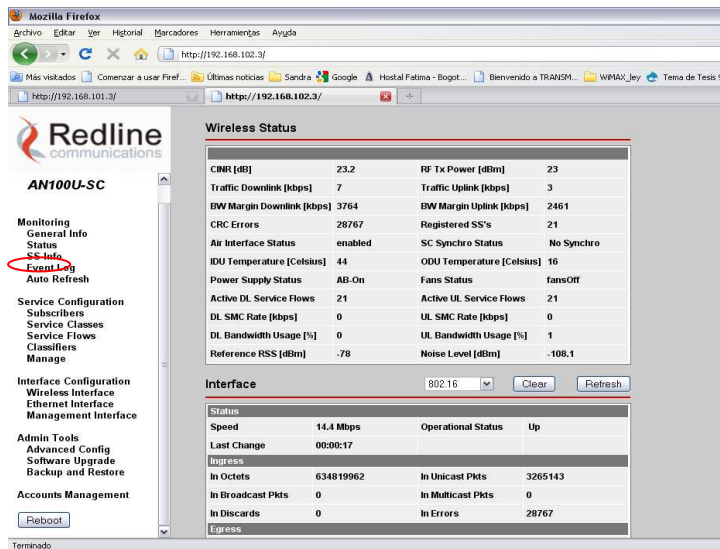 Mozilla Firefox
Archivo Editar Ver Historial Marcadores Herramientas Ayuda
http://192.168.102.3/
Más visitados Comenzar a usar Firef... Últimas noticias Sandra Google Hostal Fatima - Bogot... Bienvenido a TRANSM... WiMAX_ley Tema de Tesis
http://192.168.101.3/ http://192.168.102.3/
Redline
communications
AN100U-SC
Monitoring
General Info
Status
SS Info
Event Log
Auto Refresh
Service Configuration
Subscribers
Service Classes
Service Flows
Classifiers
Manage
Interface Configuration
Wireless Interface
Ethernet Interface
Management Interface
Admin Tools
Advanced Config
Software Upgrade
Backup and Restore
Accounts Management
Reboot
Wireless Status
CINR [dB] 23.2 RF Tx Power [dBm] 23
Traffic Downlink [kbps] 7 Traffic Uplink [kbps] 3
BW Margin Downlink [kbps] 3764 BW Margin Uplink [kbps] 2461
CRC Errors 28767 Registered SS's 21
Air Interface Status enabled SC Synchro Status No Synchro
IDU Temperature [Celsius] 44 ODU Temperature [Celsius] 16
Power Supply Status AB-On Fans Status fansOff
Active DL Service Flows 21 Active UL Service Flows 21
DL SMC Rate [kbps] 0 UL SMC Rate [kbps] 0
DL Bandwidth Usage [%] 0 UL Bandwidth Usage [%] 1
Reference RSS [dBm] -78 Noise Level [dBm] -108.1
Interface 802.16 Clear Refresh
Status
Speed 14.4 Mbps Operational Status Up
Last Change 00:00:17
Ingress
In Octets 634819962 In Unicast Pkts 3265143
In Broadcast Pkts 0 In Multicast Pkts 0
In Discards 0 In Errors 28767
Egress
Terminado